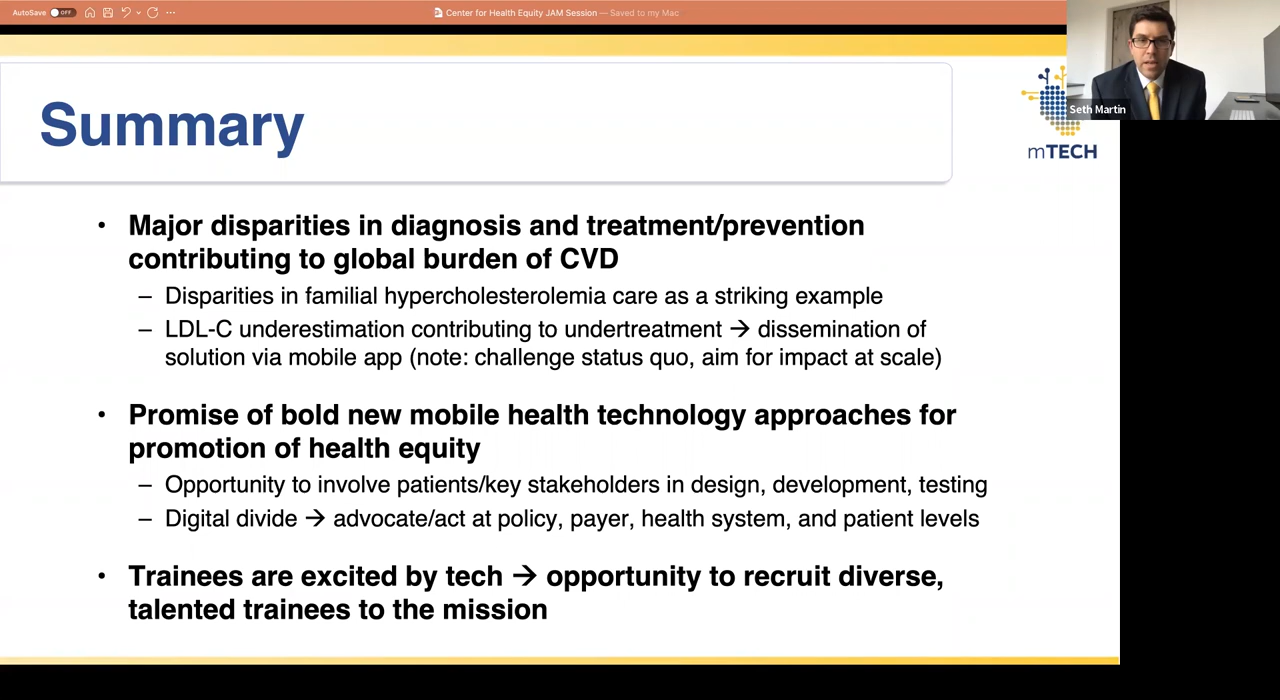 AutoSave OFF
Center for Health Equity JAM Session — Saved to my Mac
Seth Martin
mTECH
Summary
• Major disparities in diagnosis and treatment/prevention
contributing to global burden of CVD
– Disparities in familial hypercholesterolemia care as a striking example
– LDL-C underestimation contributing to undertreatment → dissemination of
solution via mobile app (note: challenge status quo, aim for impact at scale)
• Promise of bold new mobile health technology approaches for
promotion of health equity
– Opportunity to involve patients/key stakeholders in design, development, testing
– Digital divide → advocate/act at policy, payer, health system, and patient levels
• Trainees are excited by tech → opportunity to recruit diverse,
talented trainees to the mission